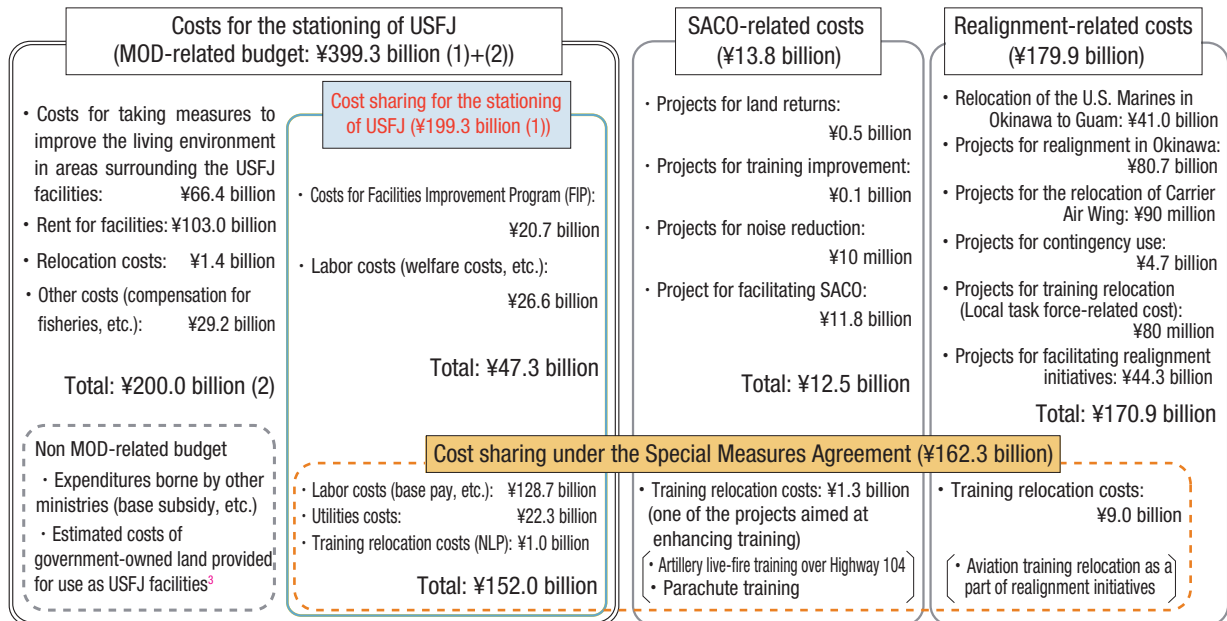 Costs for the stationing of USFJ
(MOD-related budget: ¥399.3 billion (1)+(2))
・Costs for taking measures to
improve the living environment
in areas surrounding the USFJ
facilities: ¥66.4 billion
・Rent for facilities: ¥103.0 billion
・Relocation costs: ¥1.4 billion
・Other costs (compensation for
fisheries, etc.): ¥29.2 billion
Total: ¥200.0 billion (2)
Non MOD-related budget
・Expenditures borne by other
ministries (base subsidy, etc.)
・Estimated costs of
government-owned land provided
for use as USFJ facilities3
Cost sharing for the stationing
of USFJ (¥199.3 billion (1))
・Costs for Facilities Improvement Program (FIP):
¥20.7 billion
・Labor costs (welfare costs, etc.):
¥26.6 billion
Total: ¥47.3 billion
SACO-related costs
(¥13.8 billion)
・Projects for land returns:
¥0.5 billion
・Projects for training improvement:
¥0.1 billion
・Projects for noise reduction:
¥10 million
・Project for facilitating SACO:
¥11.8 billion
Total: ¥12.5 billion
Realignment-related costs
(¥179.9 billion)
・Relocation of the U.S. Marines in
Okinawa to Guam: ¥41.0 billion
・Projects for realignment in Okinawa:
¥80.7 billion
・Projects for the relocation of Carrier
Air Wing: ¥90 million
・Projects for contingency use:
¥4.7 billion
・Projects for training relocation
(Local task force-related cost):
¥80 million
・Projects for facilitating realignment
initiatives: ¥44.3 billion
Total: ¥170.9 billion
Cost sharing under the Special Measures Agreement (¥162.3 billion)
・Labor costs (base pay, etc.): ¥128.7 billion
・Utilities costs: ¥22.3 billion
・Training relocation costs (NLP): ¥1.0 billion
Total: ¥152.0 billion
・Training relocation costs: ¥1.3 billion
(one of the projects aimed at
enhancing training)
・Artillery live-fire training over Highway 104
・Parachute training
・Training relocation costs:
¥9.0 billion
・Aviation training relocation as a
part of realignment initiatives